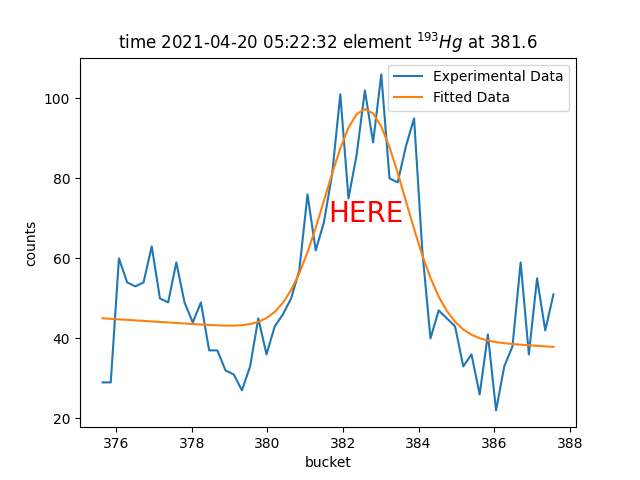 time 2021-04-20 05:22:32 element ¹⁹³Hg at 381.6
Experimental Data
Fitted Data
HERE
counts
100
80
60
40
20
376 378 380 382 384 386 388
bucket